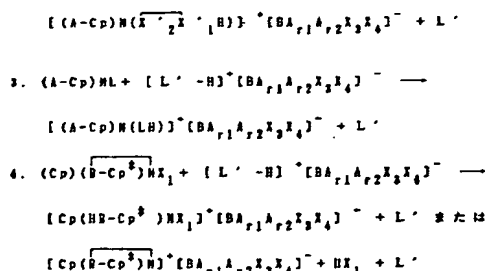 [(A-Cp)M(X'₂X'₁H)]⁺[BAr₁Ar₂X₃X₄]⁻ + L'
3. (A-Cp)ML + [L'-H]⁺[BAr₁Ar₂X₃X₄]⁻ ⟶
[(A-Cp)M(LH)]⁺[BAr₁Ar₂X₃X₄]⁻ + L'
4. (Cp)(R-Cp*)MX₁ + [L'-H]⁺[BAr₁Ar₂X₃X₄]⁻ ⟶
[Cp(HR-Cp*)MX₁]⁺[BAr₁Ar₂X₃X₄]⁻ + L' または
[Cp(R-Cp*)M]⁺[BAr₁Ar₂X₃X₄]⁻ + HX₁ + L'